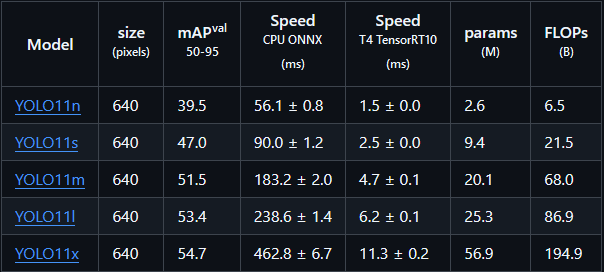 Model size (pixels) mAPval 50-95 Speed CPU ONNX (ms) Speed T4 TensorRT10 (ms) params (M) FLOPs (B)
YOLO11n 640 39.5 56.1 ± 0.8 1.5 ± 0.0 2.6 6.5
YOLO11s 640 47.0 90.0 ± 1.2 2.5 ± 0.0 9.4 21.5
YOLO11m 640 51.5 183.2 ± 2.0 4.7 ± 0.1 20.1 68.0
YOLO11l 640 53.4 238.6 ± 1.4 6.2 ± 0.1 25.3 86.9
YOLO11x 640 54.7 462.8 ± 6.7 11.3 ± 0.2 56.9 194.9